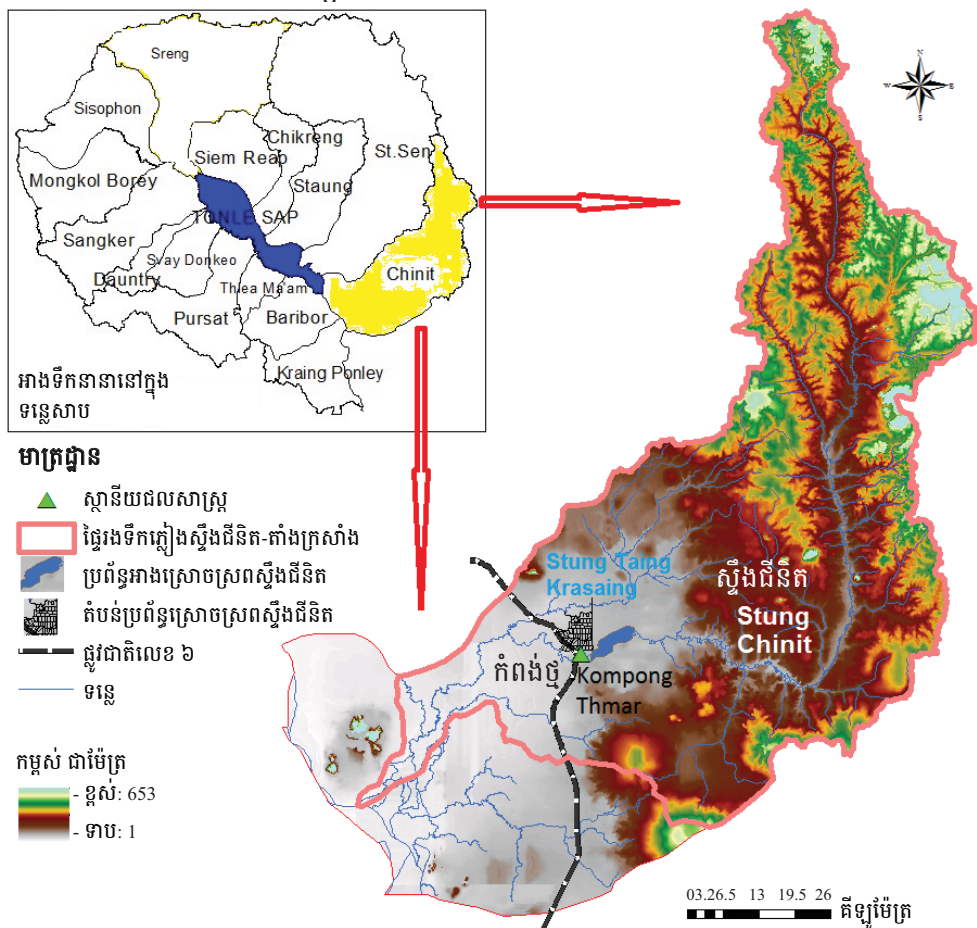 Sreng
Sisophon
Chikreng
Siem Reap
St.Sen
Mongkol Borey
Staung
TONLE SAP
Sangker
Svay Donkeo
Chinit
Dauntry
Thlea Ma'am
Pursat
Baribor
Kraing Ponley
អាងទឹកនានានៅក្នុង
ទន្លេសាប
N
W
E
S
មាត្រដ្ឋាន
ស្ថានីយជលសាស្ត្រ
ផ្ទៃរងទឹកភ្លៀងស្ទឹងជីនិត-តាំងក្រសាំង
ប្រព័ន្ធអាងស្រោចស្រពស្ទឹងជីនិត
តំបន់ប្រព័ន្ធស្រោចស្រពស្ទឹងជីនិត
ផ្លូវជាតិលេខ ៦
ទន្លេ
កម្ពស់ ជាម៉ែត្រ
- ខ្ពស់: 653
- ទាប: 1
Stung Taing
Krasaing
ស្ទឹងជីនិត
Stung
Chinit
កំពង់ថ្ម
Kompong
Thmar
03.26.5 13 19.5 26
គីឡូម៉ែត្រ